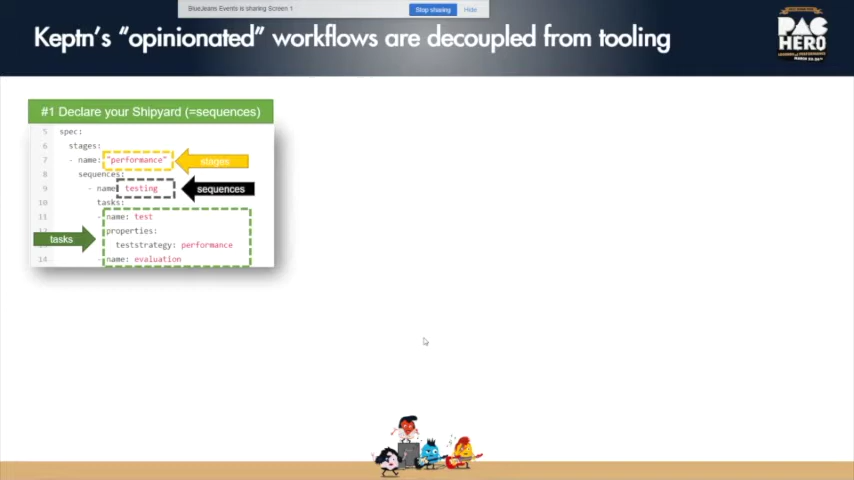 BlueJeans Events is sharing Screen 1
Stop sharing
Hide
Keptn's "opinionated" workflows are decoupled from tooling
PAC
HERO
#1 Declare your Shipyard (=sequences)
5 spec:
6 stages:
7 - name: "performance"
stages
8 sequences:
9 - name: testing
sequences
10 tasks:
11 - name: test
properties:
tasks
teststrategy: performance
14 - name: evaluation